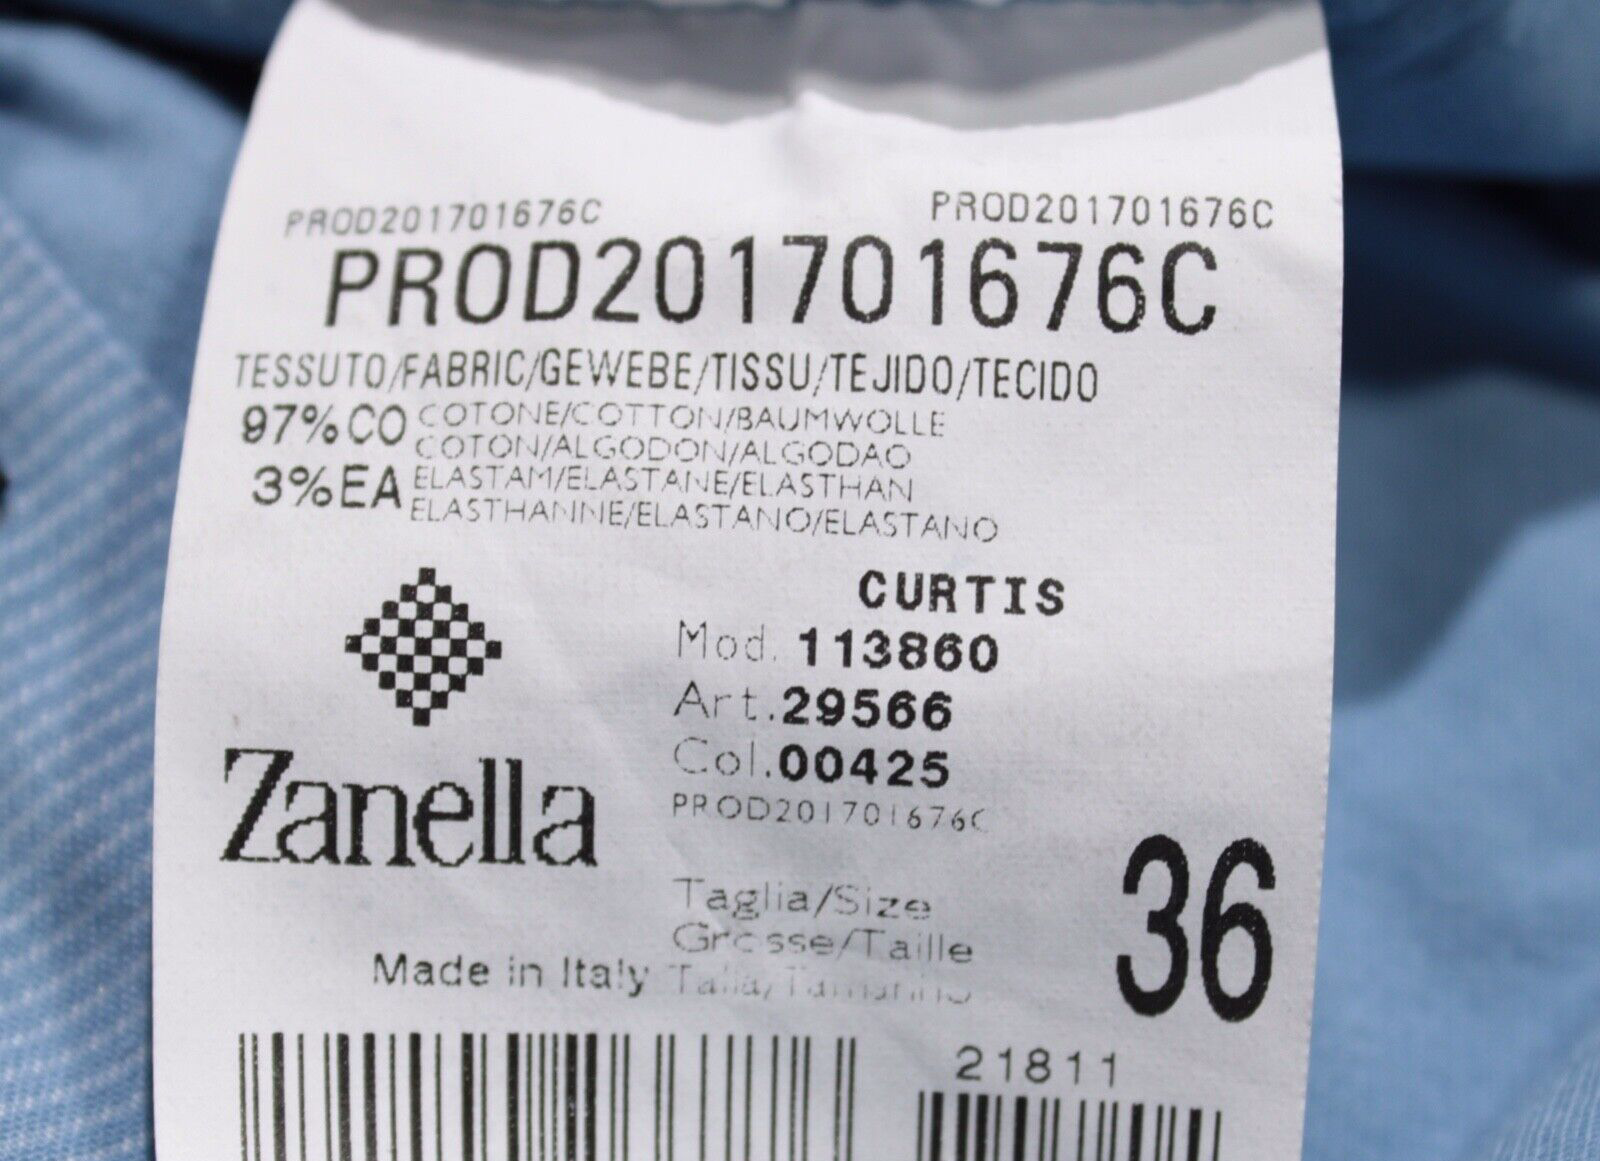 PROD201701676C PROD201701676C
PROD201701676C
TESSUTO/FABRIC/GEWEBE/TISSU/TEJIDO/TECIDO
97%CO COTONE/COTTON/BAUMWOLLE
COTON/ALGODON/ALGODAO
3%EA ELASTAM/ELASTANE/ELASTHAN
ELASTHANNE/ELASTANO/ELASTANO
CURTIS
Mod. 113860
Art.29566
Col.00425
PROD201701676C
Zanella
36
Taglia/Size
Grosse/Taille
Made in Italy Talla/Tamanho
21811